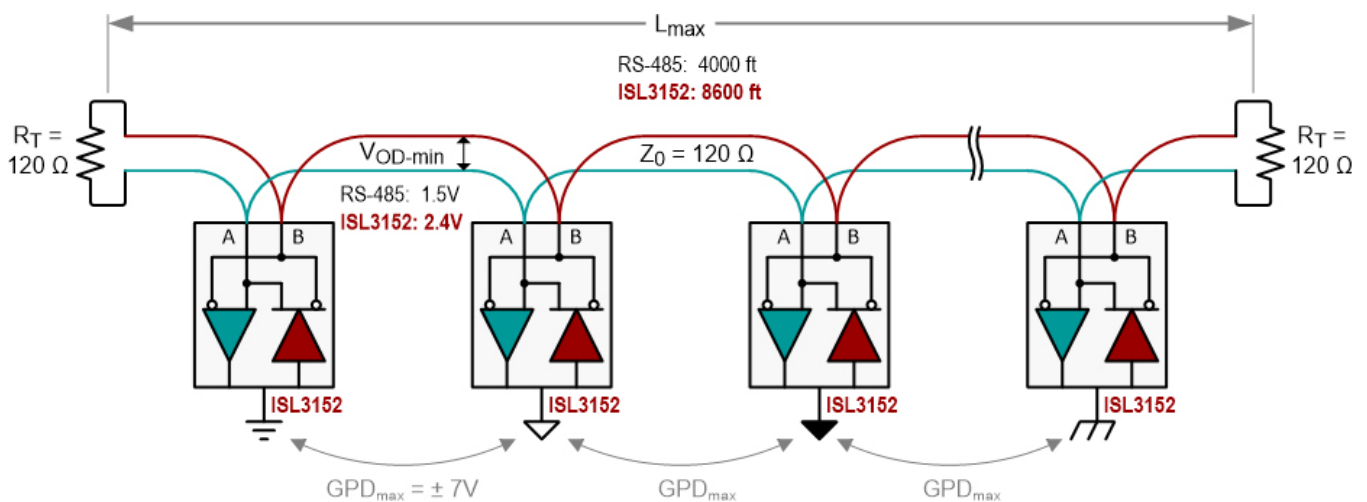 Lmax
RS-485: 4000 ft
ISL3152: 8600 ft
RT =
120 Ω
VOD-min
Z0 = 120 Ω
RT =
120 Ω
RS-485: 1.5V
ISL3152: 2.4V
A B
A B
A B
A B
ISL3152
ISL3152
ISL3152
ISL3152
GPDmax = ± 7V
GPDmax
GPDmax